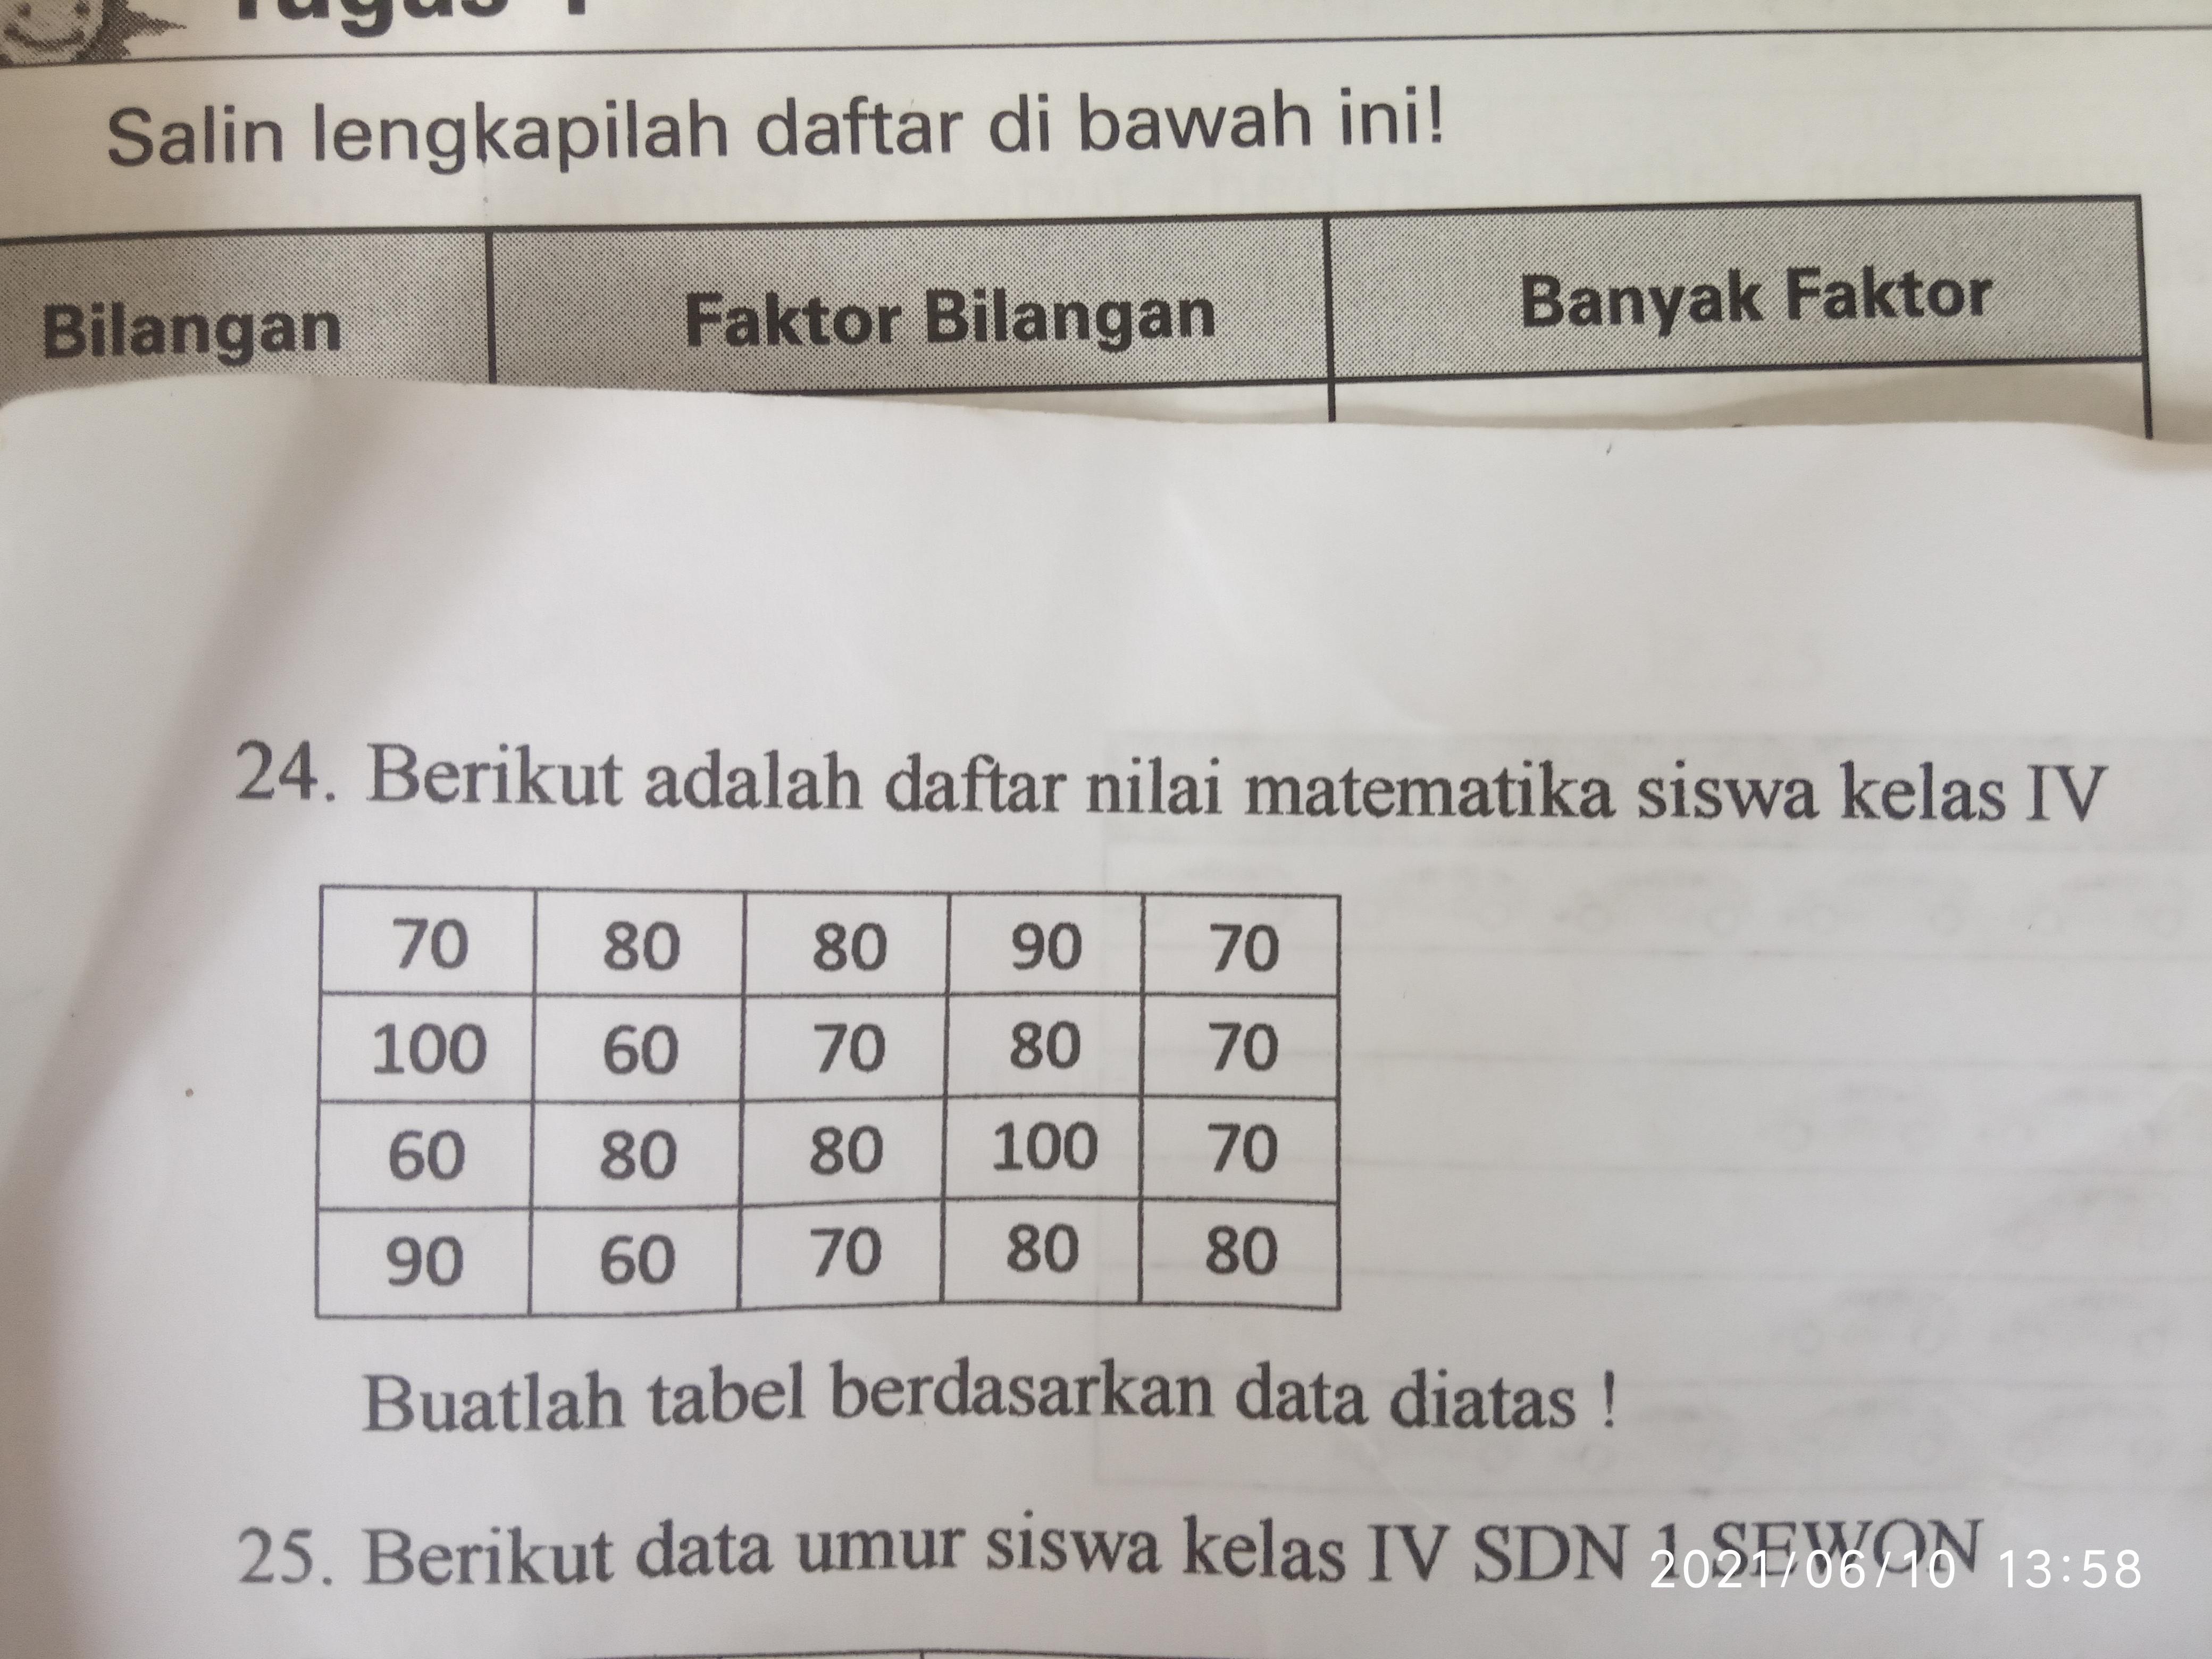 Tugas 1
Salin lengkapilah daftar di bawah ini!
Bilangan Faktor Bilangan Banyak Faktor
24. Berikut adalah daftar nilai matematika siswa kelas IV
70 80 80 90 70
100 60 70 80 70
60 80 80 100 70
90 60 70 80 80
Buatlah tabel berdasarkan data diatas !
25. Berikut data umur siswa kelas IV SDN 1 SEWON
2021/06/10 13:58